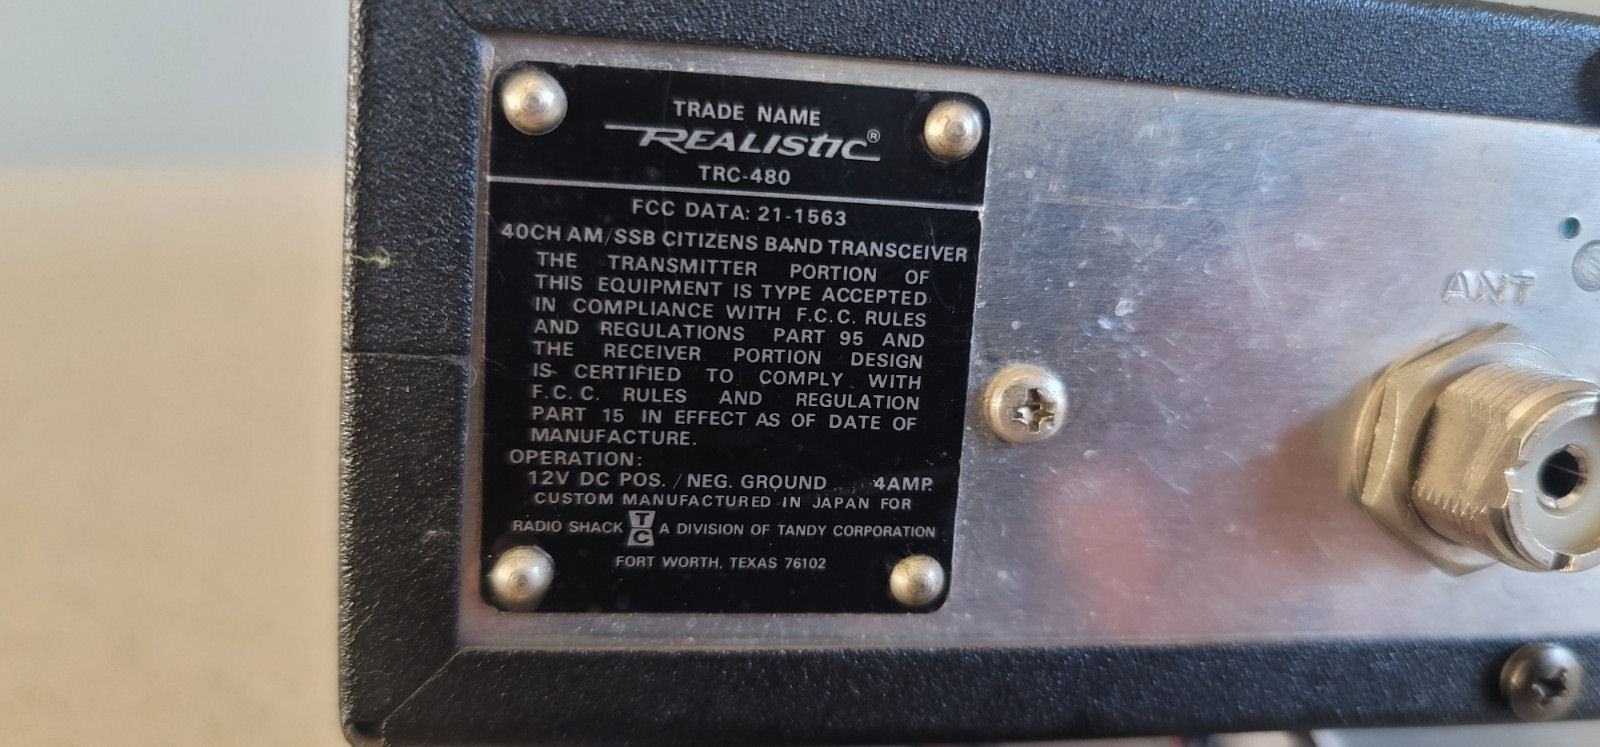 TRADE NAME
REALISTIC®
TRC-480
FCC DATA: 21-1563
40CH AM/SSB CITIZENS BAND TRANSCEIVER
THE TRANSMITTER PORTION OF
THIS EQUIPMENT IS TYPE ACCEPTED
IN COMPLIANCE WITH F.C.C. RULES
AND REGULATIONS PART 95 AND
THE RECEIVER PORTION DESIGN
IS CERTIFIED TO COMPLY WITH
F.C.C. RULES AND REGULATION
PART 15 IN EFFECT AS OF DATE OF
MANUFACTURE.
OPERATION:
12V DC POS./NEG. GROUND 4AMP.
CUSTOM MANUFACTURED IN JAPAN FOR
RADIO SHACK TC A DIVISION OF TANDY CORPORATION
FORT WORTH, TEXAS 76102
ANT